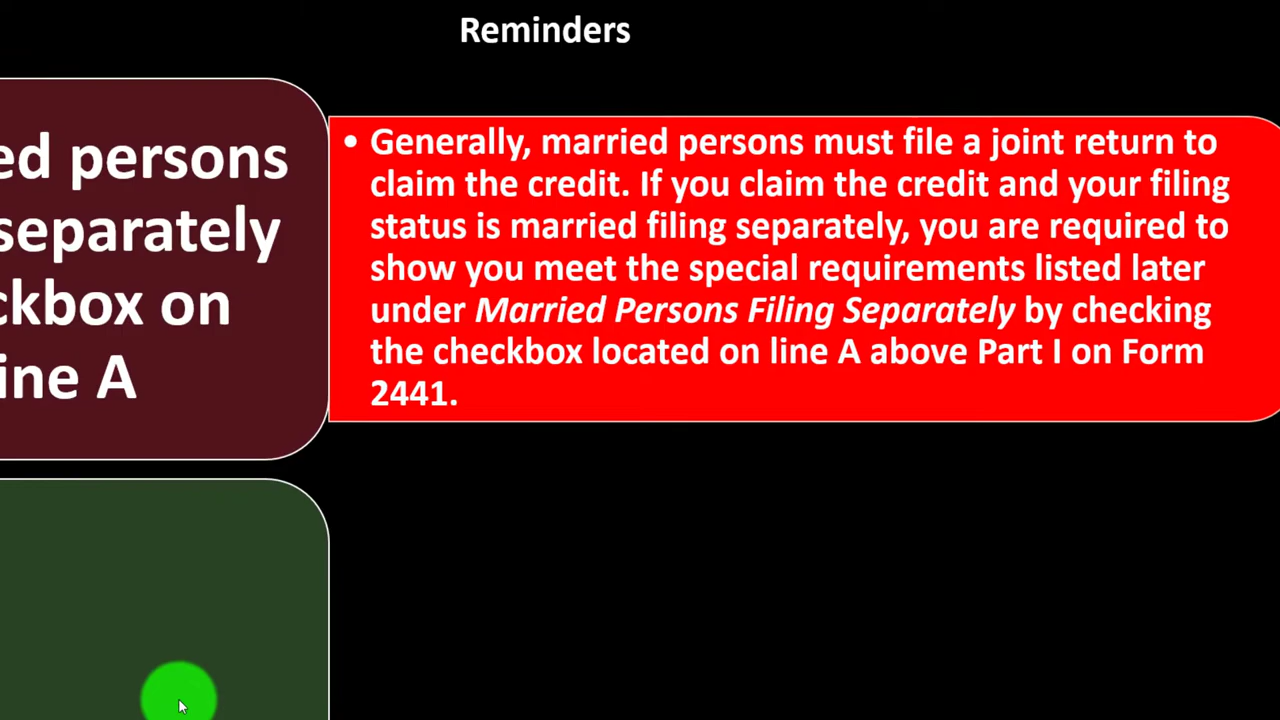 Reminders
ed persons
separately
ckbox on
ine A
• Generally, married persons must file a joint return to
claim the credit. If you claim the credit and your filing
status is married filing separately, you are required to
show you meet the special requirements listed later
under Married Persons Filing Separately by checking
the checkbox located on line A above Part I on Form
2441.